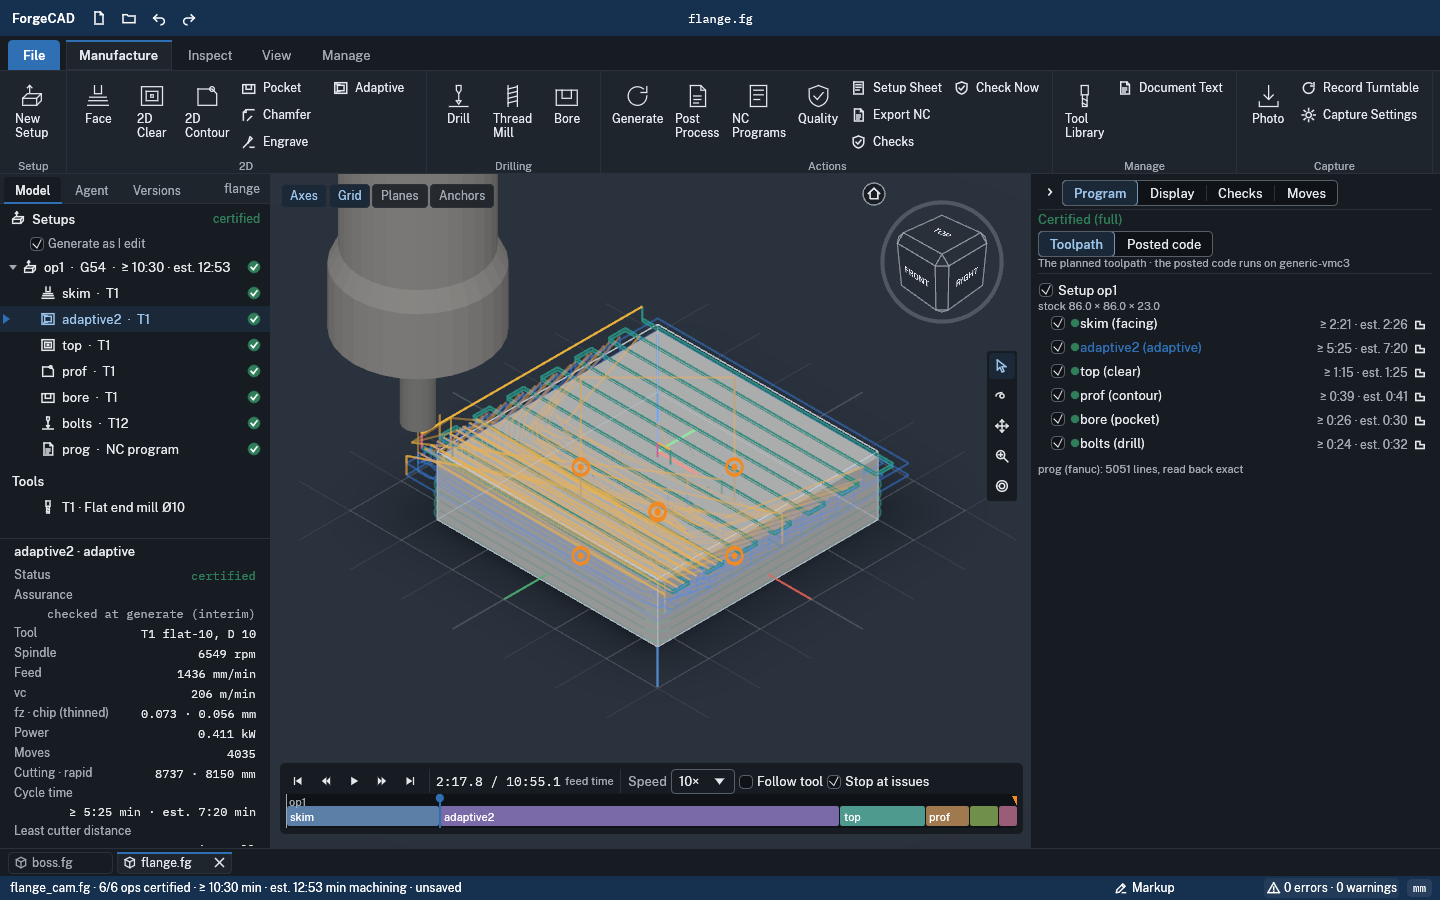 ForgeCAD
flange.fg
File
Manufacture
Inspect
View
Manage
New Setup
Face
2D Clear
2D Contour
Pocket
Chamfer
Engrave
Adaptive
Drill
Thread Mill
Bore
Generate
Post Process
NC Programs
Quality
Setup Sheet
Export NC
Checks
Check Now
Tool Library
Document Text
Photo
Record Turntable
Capture Settings
Setup
2D
Drilling
Actions
Manage
Capture
Model
Agent
Versions
flange
Setups
certified
Generate as I edit
op1 · G54 · ≥ 10:30 · est. 12:53
skim · T1
adaptive2 · T1
top · T1
prof · T1
bore · T1
bolts · T12
prog · NC program
Tools
T1 · Flat end mill Ø10
adaptive2 · adaptive
Status certified
Assurance
checked at generate (interim)
Tool T1 flat-10, D 10
Spindle 6549 rpm
Feed 1436 mm/min
vc 206 m/min
fz · chip (thinned) 0.073 · 0.056 mm
Power 0.411 kW
Moves 4035
Cutting · rapid 8737 · 8150 mm
Cycle time
≥ 5:25 min · est. 7:20 min
Least cutter distance
Axes
Grid
Planes
Anchors
TOP
FRONT
RIGHT
2:17.8 / 10:55.1 feed time
Speed
10×
Follow tool
Stop at issues
op1
skim
adaptive2
top
prof
Program
Display
Checks
Moves
Certified (full)
Toolpath
Posted code
The planned toolpath · the posted code runs on generic-vmc3
Setup op1
stock 86.0 × 86.0 × 23.0
skim (facing) ≥ 2:21 · est. 2:26
adaptive2 (adaptive) ≥ 5:25 · est. 7:20
top (clear) ≥ 1:15 · est. 1:25
prof (contour) ≥ 0:39 · est. 0:41
bore (pocket) ≥ 0:26 · est. 0:30
bolts (drill) ≥ 0:24 · est. 0:32
prog (fanuc): 5051 lines, read back exact
boss.fg
flange.fg
flange_cam.fg · 6/6 ops certified · ≥ 10:30 min · est. 12:53 min machining · unsaved
Markup
0 errors · 0 warnings
mm